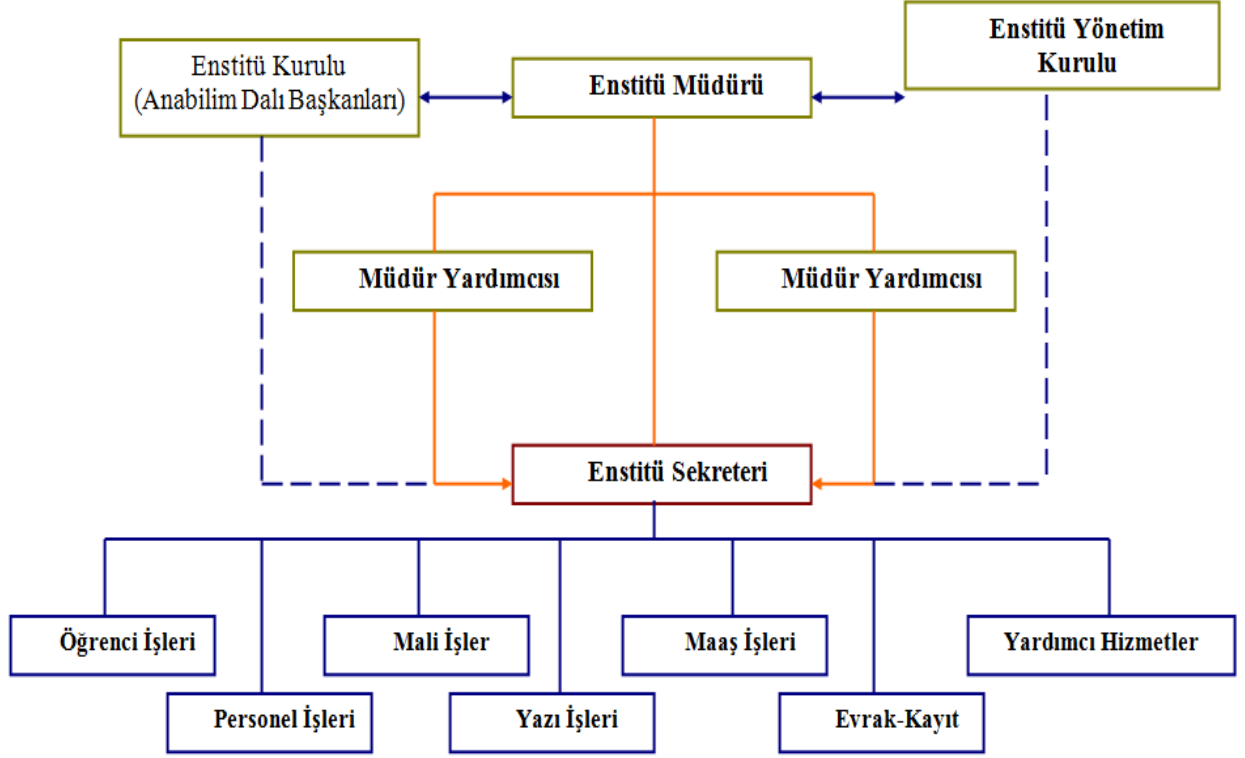 Enstitü Kurulu
(Anabilim Dalı Başkanları)
Enstitü Müdürü
Enstitü Yönetim
Kurulu
Müdür Yardımcısı
Müdür Yardımcısı
Enstitü Sekreteri
Öğrenci İşleri
Mali İşler
Maaş İşleri
Yardımcı Hizmetler
Personel İşleri
Yazı İşleri
Evrak-Kayıt